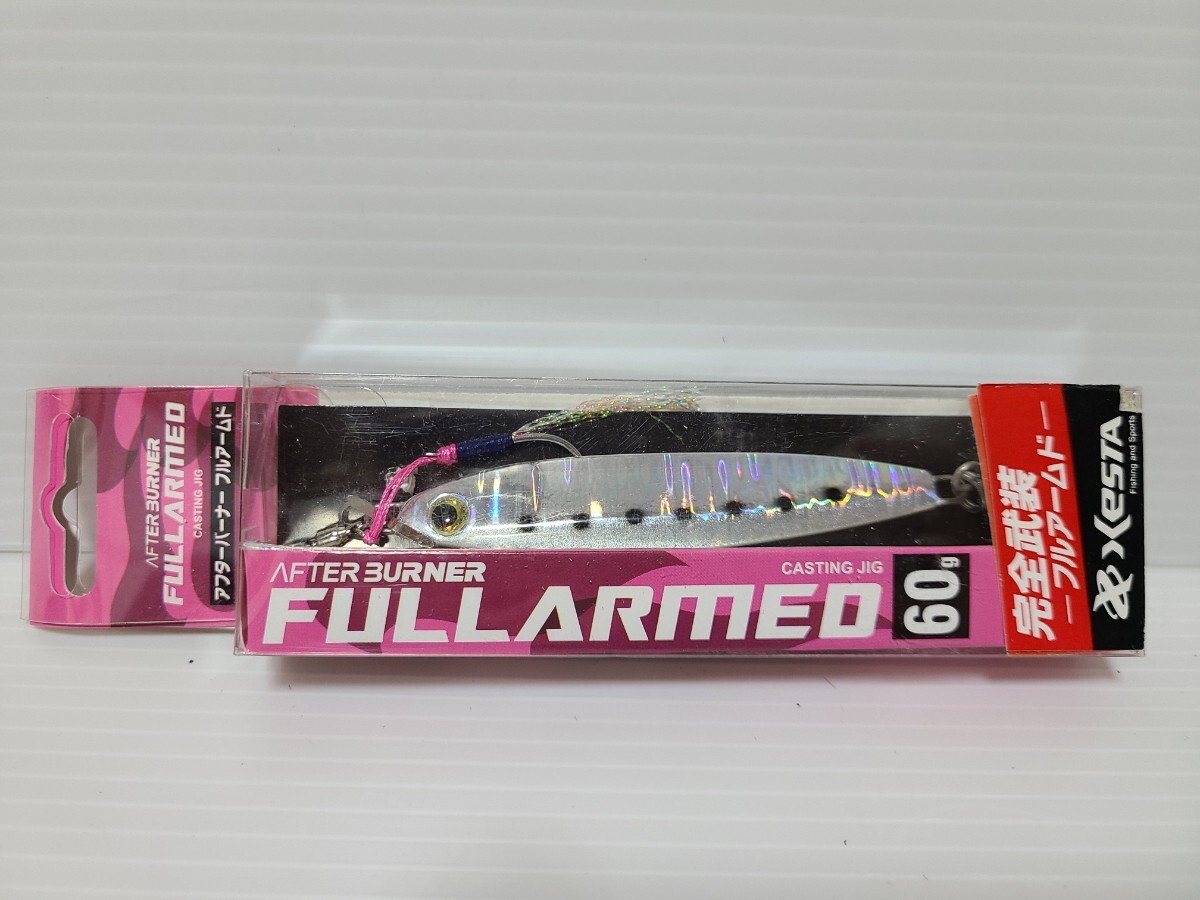 AFTER BURNER
FULLARMED
CASTING JIG
アフターバーナー フルアームド
AFTER BURNER
CASTING JIG
FULLARMED
60g
完全武装
― フルアームド ―
XESTA
Fishing and Sports